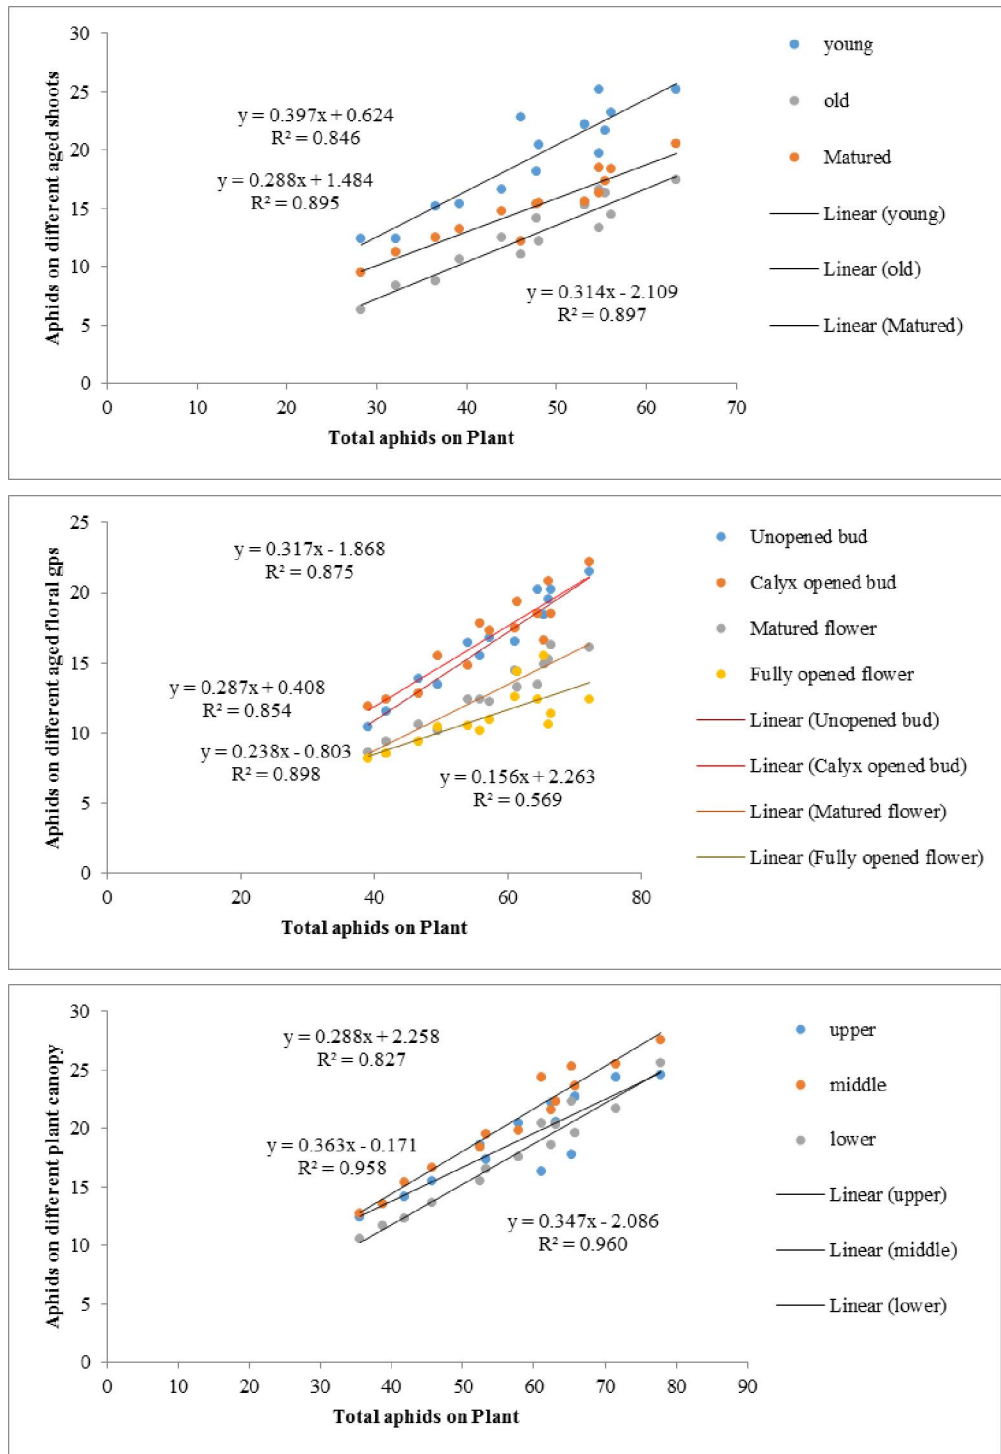 Aphids on different aged shoots
30
25
20
15
10
5
0
0 10 20 30 40 50 60 70
Total aphids on Plant
y = 0.397x + 0.624
R² = 0.846
y = 0.288x + 1.484
R² = 0.895
y = 0.314x - 2.109
R² = 0.897
young
old
Matured
Linear (young)
Linear (old)
Linear (Matured)
Aphids on different aged floral gps
25
20
15
10
5
0
0 20 40 60 80
Total aphids on Plant
y = 0.317x - 1.868
R² = 0.875
y = 0.287x + 0.408
R² = 0.854
y = 0.238x - 0.803
R² = 0.898
y = 0.156x + 2.263
R² = 0.569
Unopened bud
Calyx opened bud
Matured flower
Fully opened flower
Linear (Unopened bud)
Linear (Calyx opened bud)
Linear (Matured flower)
Linear (Fully opened flower)
Aphids on different plant canopy
30
25
20
15
10
5
0
0 10 20 30 40 50 60 70 80 90
Total aphids on Plant
y = 0.288x + 2.258
R² = 0.827
y = 0.363x - 0.171
R² = 0.958
y = 0.347x - 2.086
R² = 0.960
upper
middle
lower
Linear (upper)
Linear (middle)
Linear (lower)